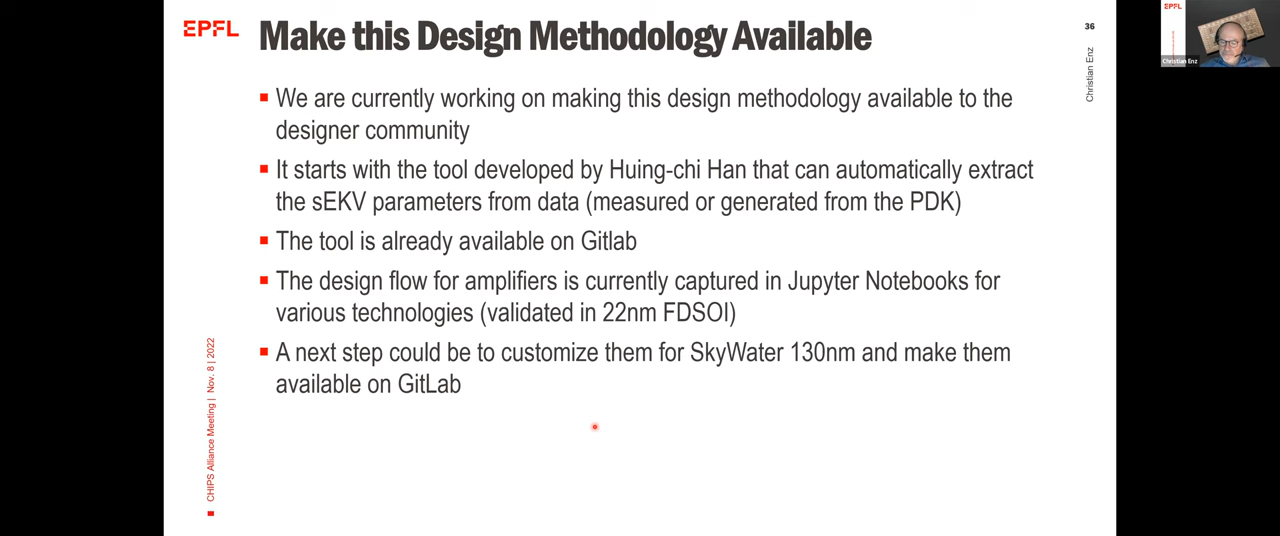 EPFL
Make this Design Methodology Available
36
Christian Enz
We are currently working on making this design methodology available to the
designer community
It starts with the tool developed by Huing-chi Han that can automatically extract
the sEKV parameters from data (measured or generated from the PDK)
The tool is already available on Gitlab
The design flow for amplifiers is currently captured in Jupyter Notebooks for
various technologies (validated in 22nm FDSOI)
A next step could be to customize them for SkyWater 130nm and make them
available on GitLab
CHIPS Alliance Meeting | Nov. 8 | 2022
EPFL
Christian Enz